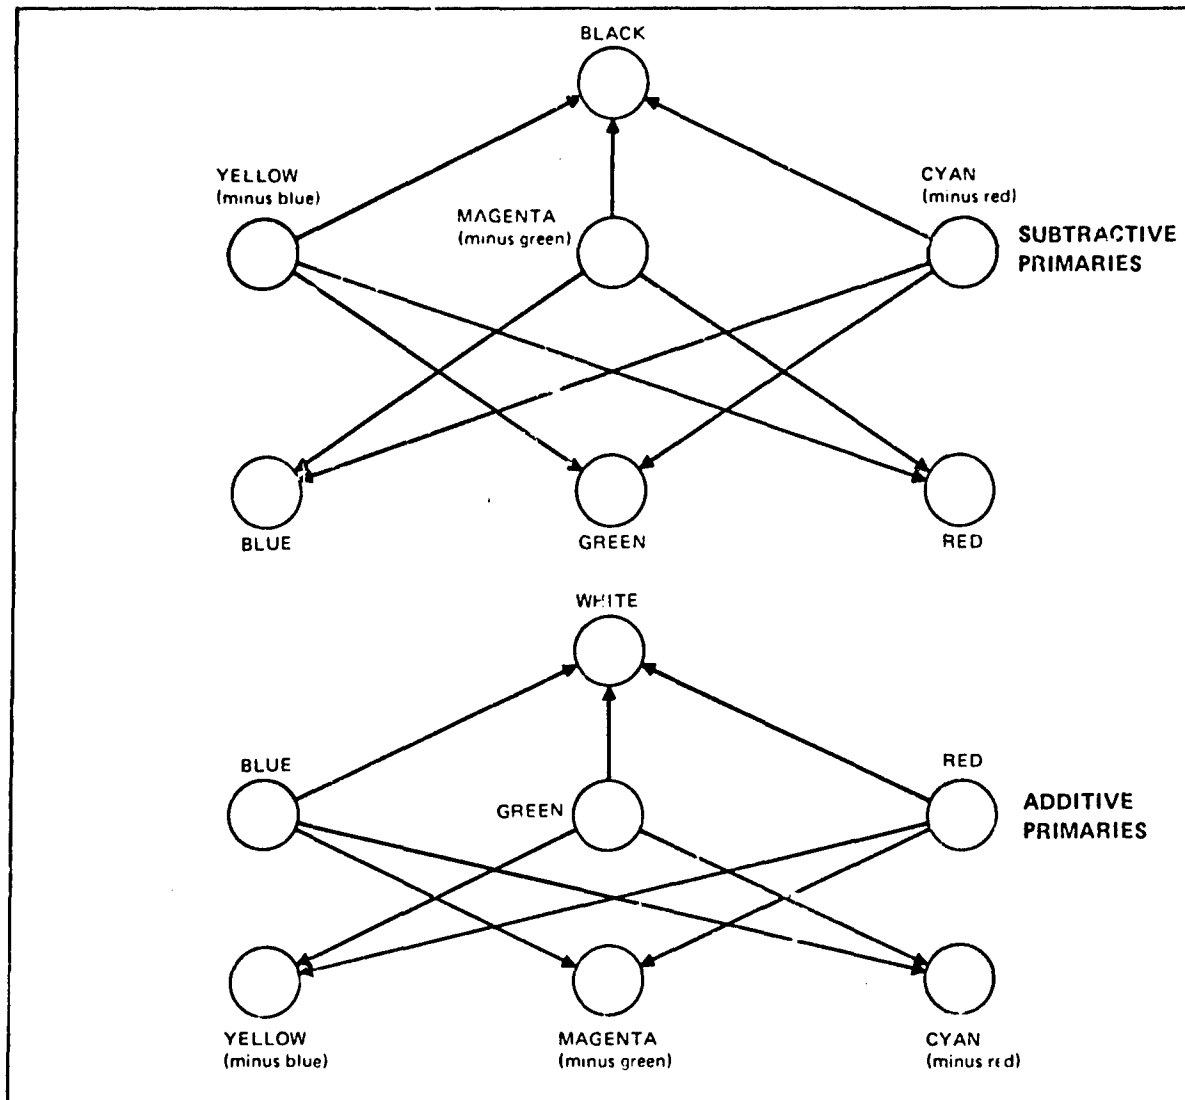 BLACK
YELLOW
(minus blue)
MAGENTA
(minus green)
CYAN
(minus red)
SUBTRACTIVE
PRIMARIES
BLUE
GREEN
RED
WHITE
BLUE
GREEN
RED
ADDITIVE
PRIMARIES
YELLOW
(minus blue)
MAGENTA
(minus green)
CYAN
(minus red)